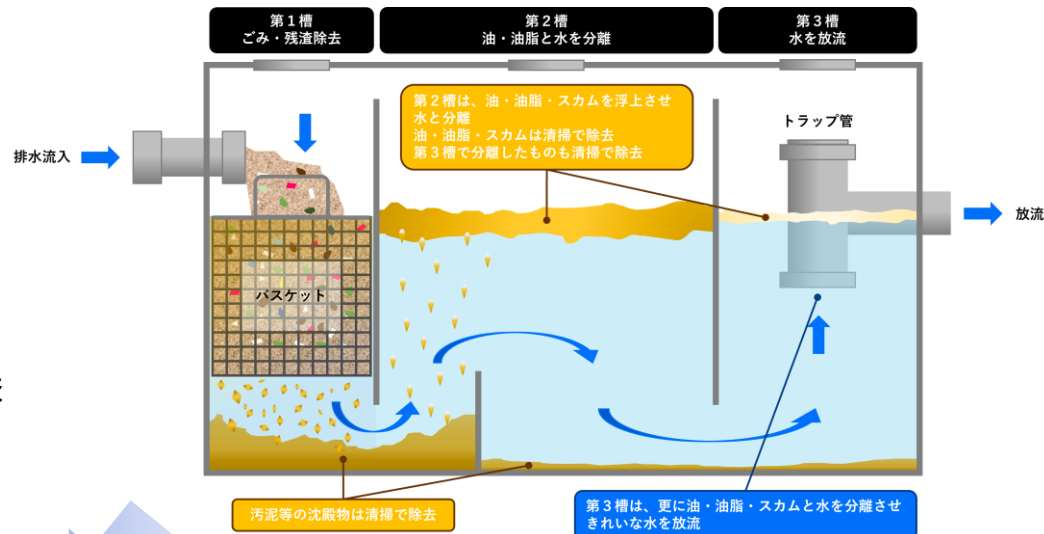 第１槽
ごみ・残渣除去
第２槽
油・油脂と水を分離
第３槽
水を放流
第２槽は、油・油脂・スカムを浮上させ
水と分離
油・油脂・スカムは清掃で除去
第３槽で分離したものも清掃で除去
トラップ管
排水流入
放流
バスケット
汚泥等の沈殿物は清掃で除去
第３槽は、更に油・油脂・スカムと水を分離させ
きれいな水を放流